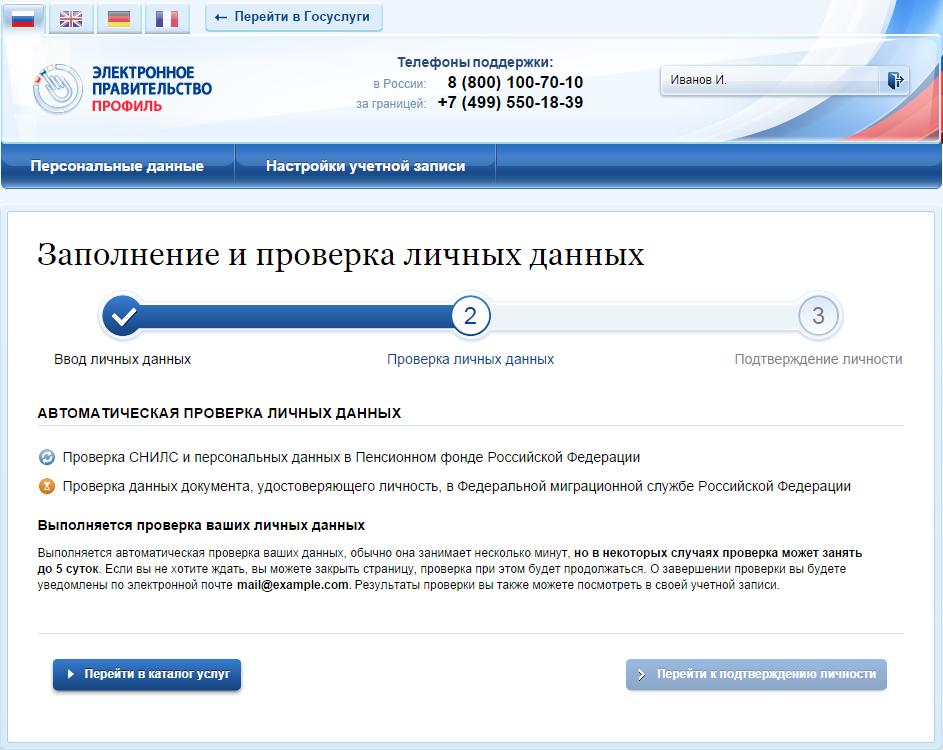 ← Перейти в Госуслуги
ЭЛЕКТРОННОЕ
ПРАВИТЕЛЬСТВО
ПРОФИЛЬ
Телефоны поддержки:
в России: 8 (800) 100-70-10
за границей: +7 (499) 550-18-39
Иванов И.
Персональные данные Настройки учетной записи
Заполнение и проверка личных данных
2 3
Ввод личных данных Проверка личных данных Подтверждение личности
АВТОМАТИЧЕСКАЯ ПРОВЕРКА ЛИЧНЫХ ДАННЫХ
Проверка СНИЛС и персональных данных в Пенсионном фонде Российской Федерации
Проверка данных документа, удостоверяющего личность, в Федеральной миграционной службе Российской Федерации
Выполняется проверка ваших личных данных
Выполняется автоматическая проверка ваших данных, обычно она занимает несколько минут, но в некоторых случаях проверка может занять
до 5 суток. Если вы не хотите ждать, вы можете закрыть страницу, проверка при этом будет продолжаться. О завершении проверки вы будете
уведомлены по электронной почте mail@example.com. Результаты проверки вы также можете посмотреть в своей учетной записи.
Перейти в каталог услуг Перейти к подтверждению личности